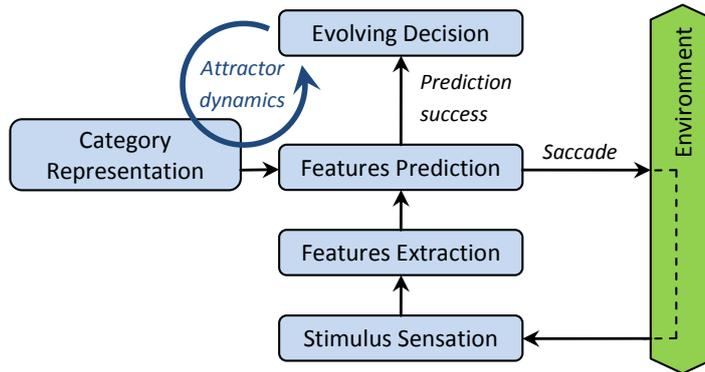 Evolving Decision
Attractor
dynamics
Prediction
success
Category
Representation
Features Prediction
Saccade
Environment
Features Extraction
Stimulus Sensation